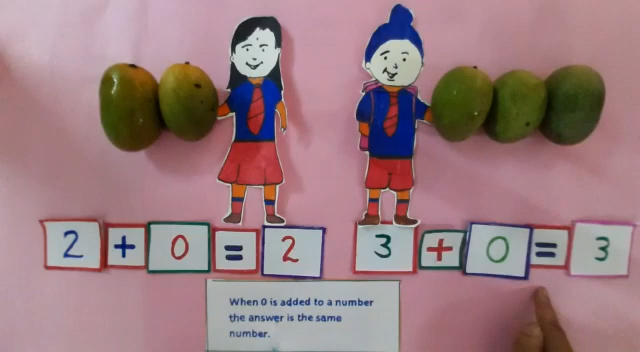 2 + 0 = 2 3 + 0 = 3
When 0 is added to a number
the answer is the same
number.